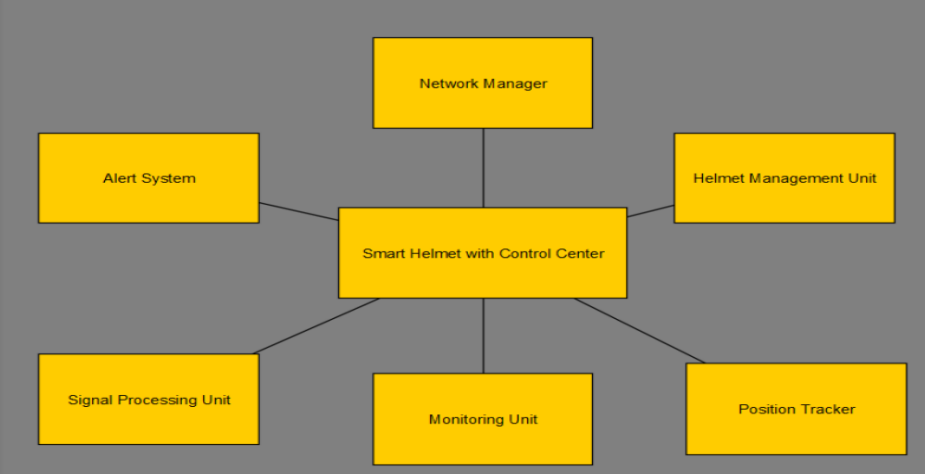 Network Manager
Alert System
Helmet Management Unit
Smart Helmet with Control Center
Signal Processing Unit
Monitoring Unit
Position Tracker